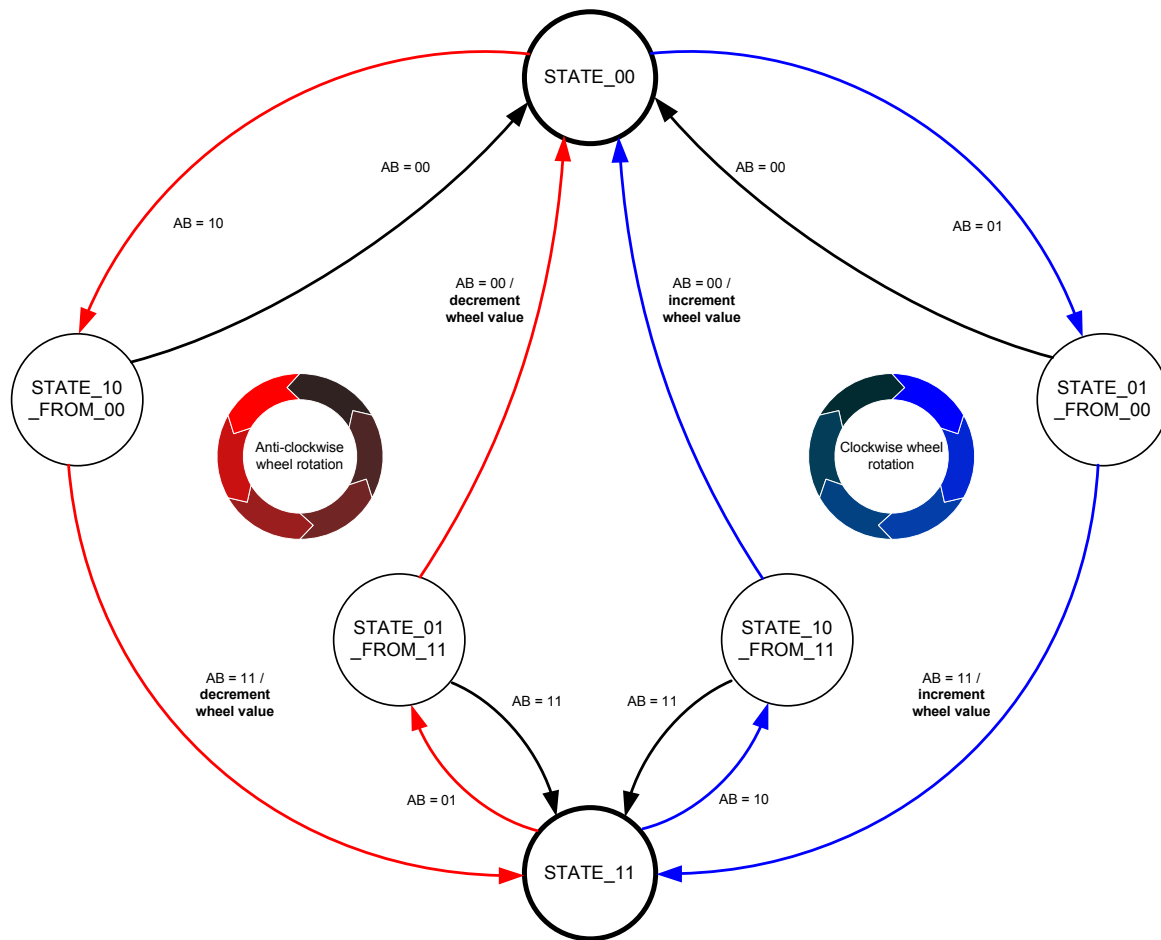 STATE_00
AB = 00
AB = 00
AB = 10
AB = 01
AB = 00 /
decrement
wheel value
AB = 00 /
increment
wheel value
STATE_10
_FROM_00
STATE_01
_FROM_00
Anti-clockwise
wheel rotation
Clockwise wheel
rotation
STATE_01
_FROM_11
STATE_10
_FROM_11
AB = 11 /
decrement
wheel value
AB = 11
AB = 11
AB = 11 /
increment
wheel value
AB = 01
AB = 10
STATE_11